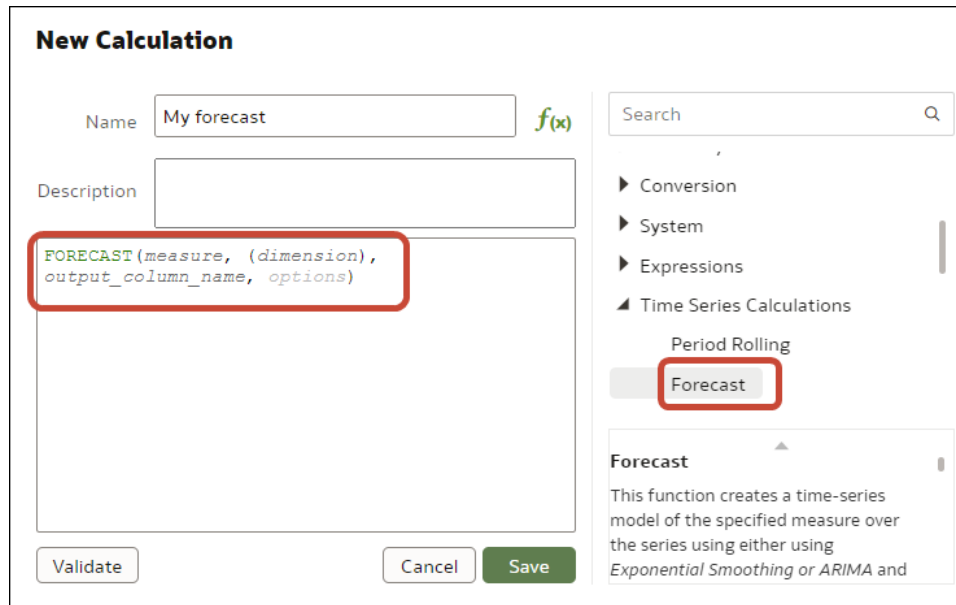 New Calculation
Name
My forecast
f(x)
Description
FORECAST(measure, (dimension),
output_column_name, options)
Validate
Cancel
Save
Search
Conversion
System
Expressions
Time Series Calculations
Period Rolling
Forecast
Forecast
This function creates a time-series
model of the specified measure over
the series using either using
Exponential Smoothing or ARIMA and